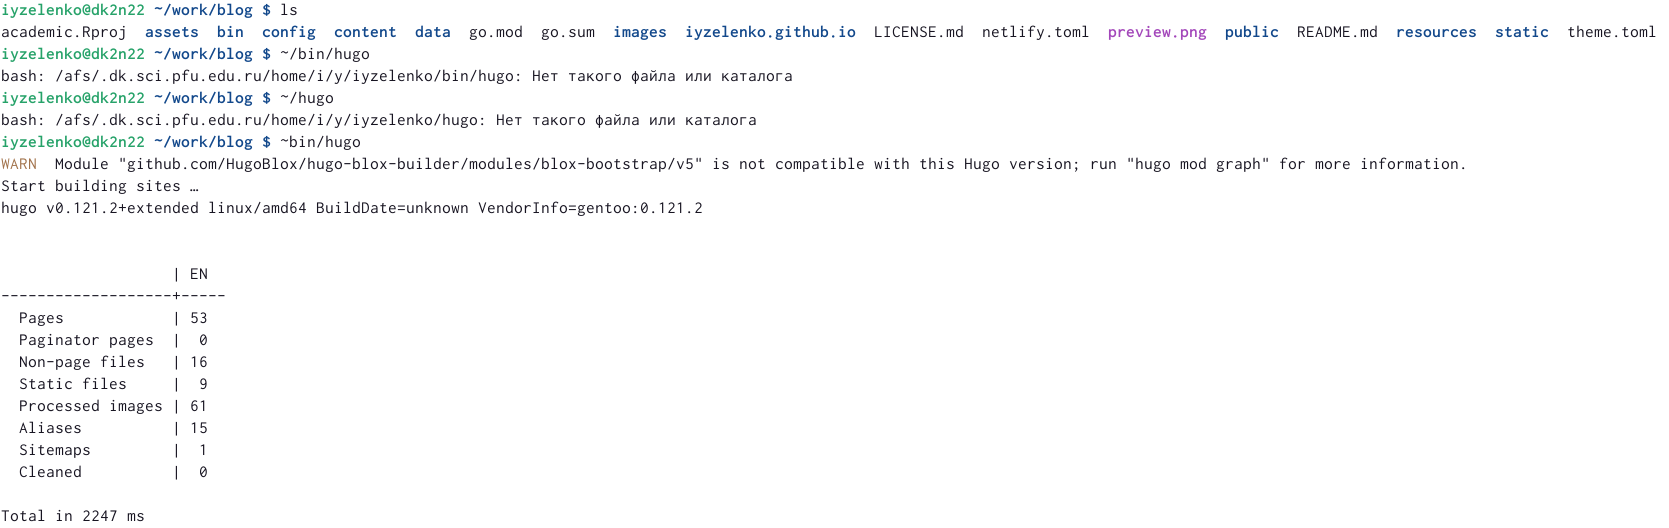 iyzelenko@dk2n22 ~/work/blog $ ls
academic.Rproj  assets  bin  config  content  data  go.mod  go.sum  images  iyzelenko.github.io  LICENSE.md  netlify.toml  preview.png  public  README.md  resources  static  theme.toml
iyzelenko@dk2n22 ~/work/blog $ ~/bin/hugo
bash: /afs/.dk.sci.pfu.edu.ru/home/i/y/iyzelenko/bin/hugo: Нет такого файла или каталога
iyzelenko@dk2n22 ~/work/blog $ ~/hugo
bash: /afs/.dk.sci.pfu.edu.ru/home/i/y/iyzelenko/hugo: Нет такого файла или каталога
iyzelenko@dk2n22 ~/work/blog $ ~bin/hugo
WARN  Module "github.com/HugoBlox/hugo-blox-builder/modules/blox-bootstrap/v5" is not compatible with this Hugo version; run "hugo mod graph" for more information.
Start building sites …
hugo v0.121.2+extended linux/amd64 BuildDate=unknown VendorInfo=gentoo:0.121.2
                   | EN
-------------------+-----
  Pages            | 53
  Paginator pages  |  0
  Non-page files   | 16
  Static files     |  9
  Processed images | 61
  Aliases          | 15
  Sitemaps         |  1
  Cleaned          |  0
Total in 2247 ms